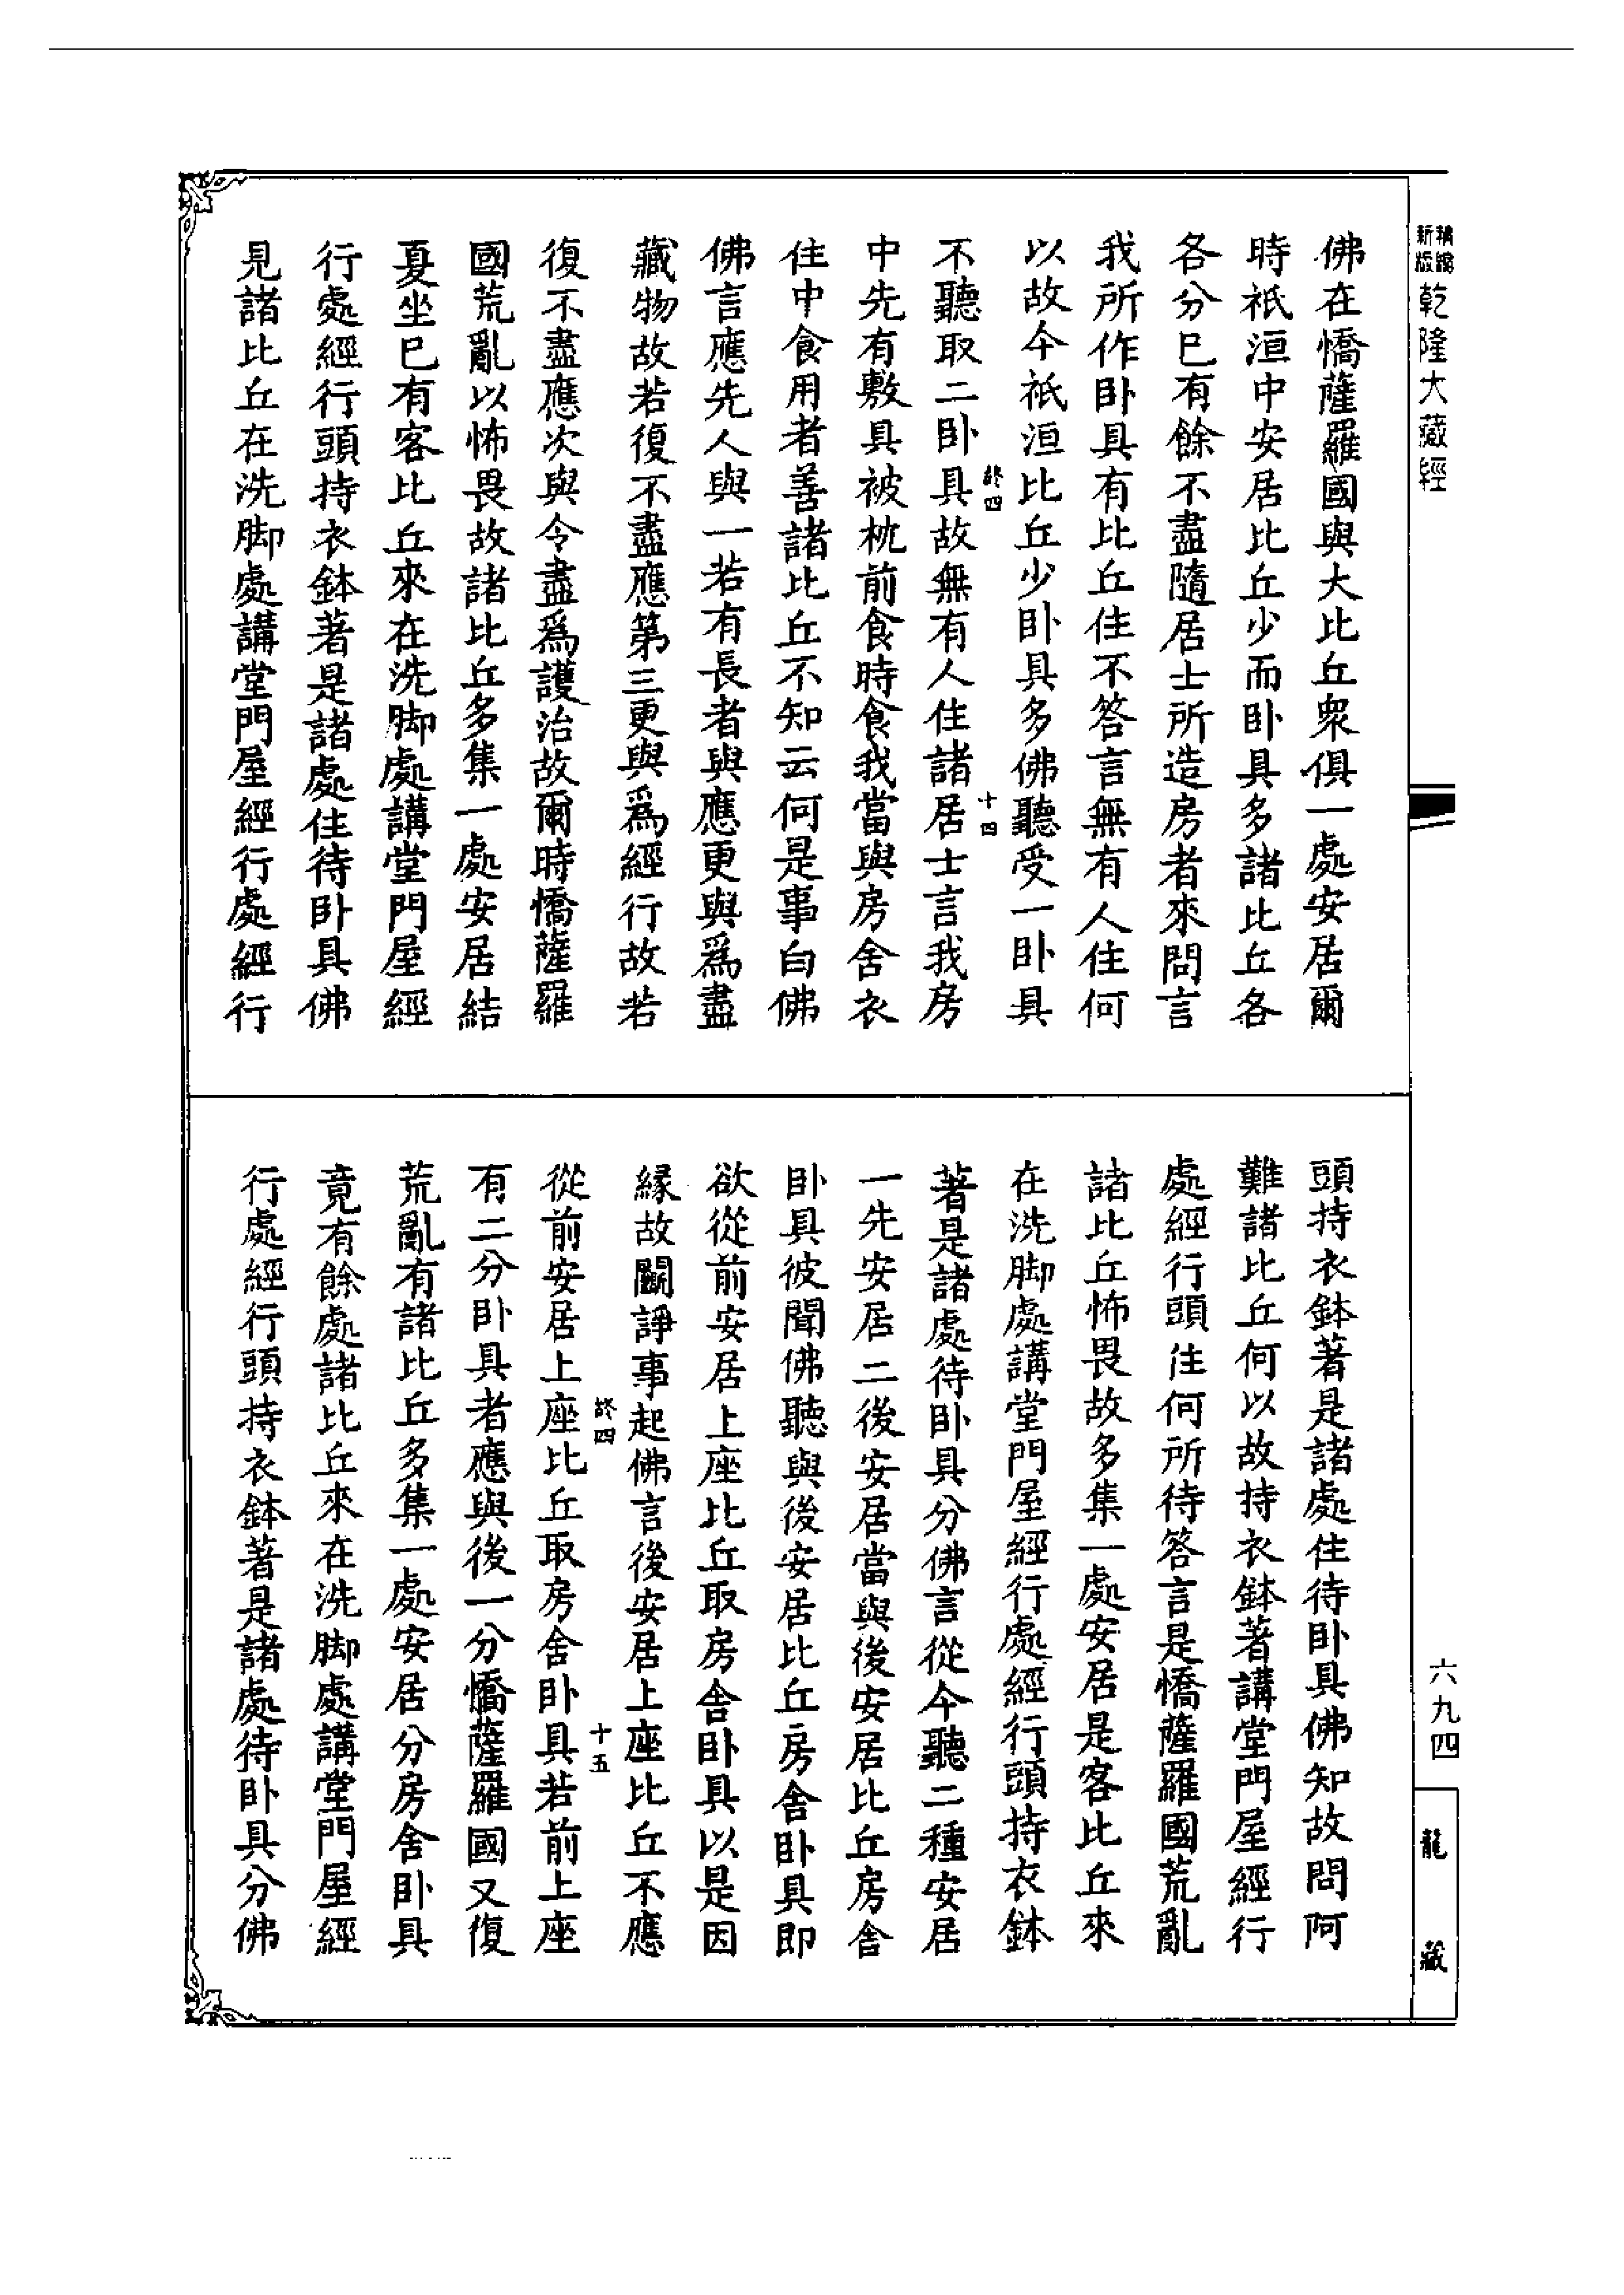 精編新版乾隆大藏經
佛在憍薩羅國與大比丘衆俱一處安居爾
時祇洹中安居比丘少而卧具多諸比丘各
各分巳有餘不盡隨居士所造房者來問言
我所作卧具有比丘住不答言無有人住何
以故今祇洹比丘少卧具多佛聽受一卧具
終四
十四
不聽取二卧具故無有人住諸居士言我房
中先有敷具被枕前食時食我當與房舍衣
住中食用者善諸比丘不知云何是事白佛
佛言應先人與一若有長者與應更與爲盡
藏物故若復不盡應第三更與爲經行故若
復不盡應次與令盡爲護治故爾時憍薩羅
國荒亂以怖畏故諸比丘多集一處安居結
夏坐巳有客比丘來在洗脚處講堂門屋經
行處經行頭持衣鉢著是諸處住待卧具佛
見諸比丘在洗脚處講堂門屋經行處經行
六九四
龍藏
頭持衣鉢著是諸處住待卧具佛知故問阿
難諸比丘何以故持衣鉢著講堂門屋經行
處經行頭住何所待答言是憍薩羅國荒亂
諸比丘怖畏故多集一處安居是客比丘來
在洗脚處講堂門屋經行處經行頭持衣鉢
著是諸處待卧具分佛言從今聽二種安居
一先安居二後安居當與後安居比丘房舍
卧具彼聞佛聽與後安居比丘房舍卧具即
欲從前安居上座比丘取房舍卧具以是因
縁故鬭諍事起佛言後安居上座比丘不應
終四
十五
從前安居上座比丘取房舍卧具若前上座
有二分卧具者應與後一分憍薩羅國又復
荒亂有諸比丘多集一處安居分房舍卧具
竟有餘處諸比丘來在洗脚處講堂門屋經
行處經行頭持衣鉢著是諸處待卧具分佛